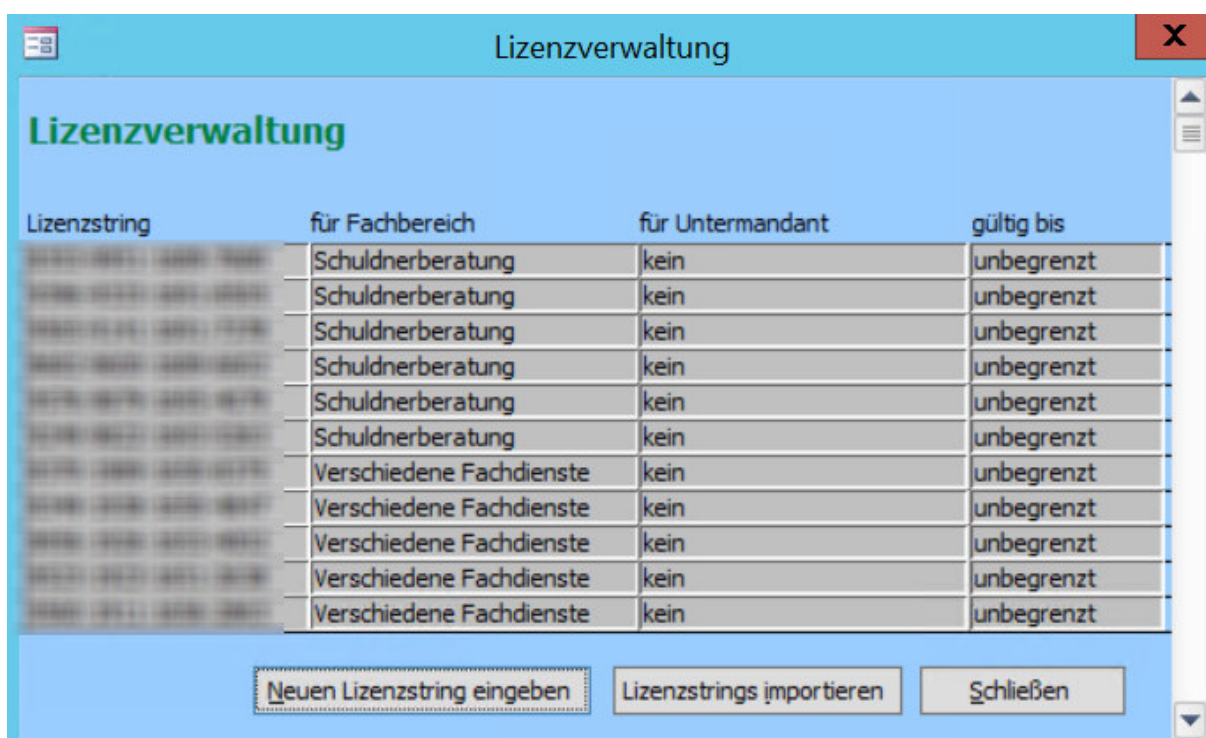 Lizenzverwaltung
X
Lizenzverwaltung
Lizenzstring für Fachbereich für Untermandant gültig bis
Schuldnerberatung kein unbegrenzt
Schuldnerberatung kein unbegrenzt
Schuldnerberatung kein unbegrenzt
Schuldnerberatung kein unbegrenzt
Schuldnerberatung kein unbegrenzt
Schuldnerberatung kein unbegrenzt
Verschiedene Fachdienste kein unbegrenzt
Verschiedene Fachdienste kein unbegrenzt
Verschiedene Fachdienste kein unbegrenzt
Verschiedene Fachdienste kein unbegrenzt
Verschiedene Fachdienste kein unbegrenzt
Neuen Lizenzstring eingeben Lizenzstrings importieren Schließen